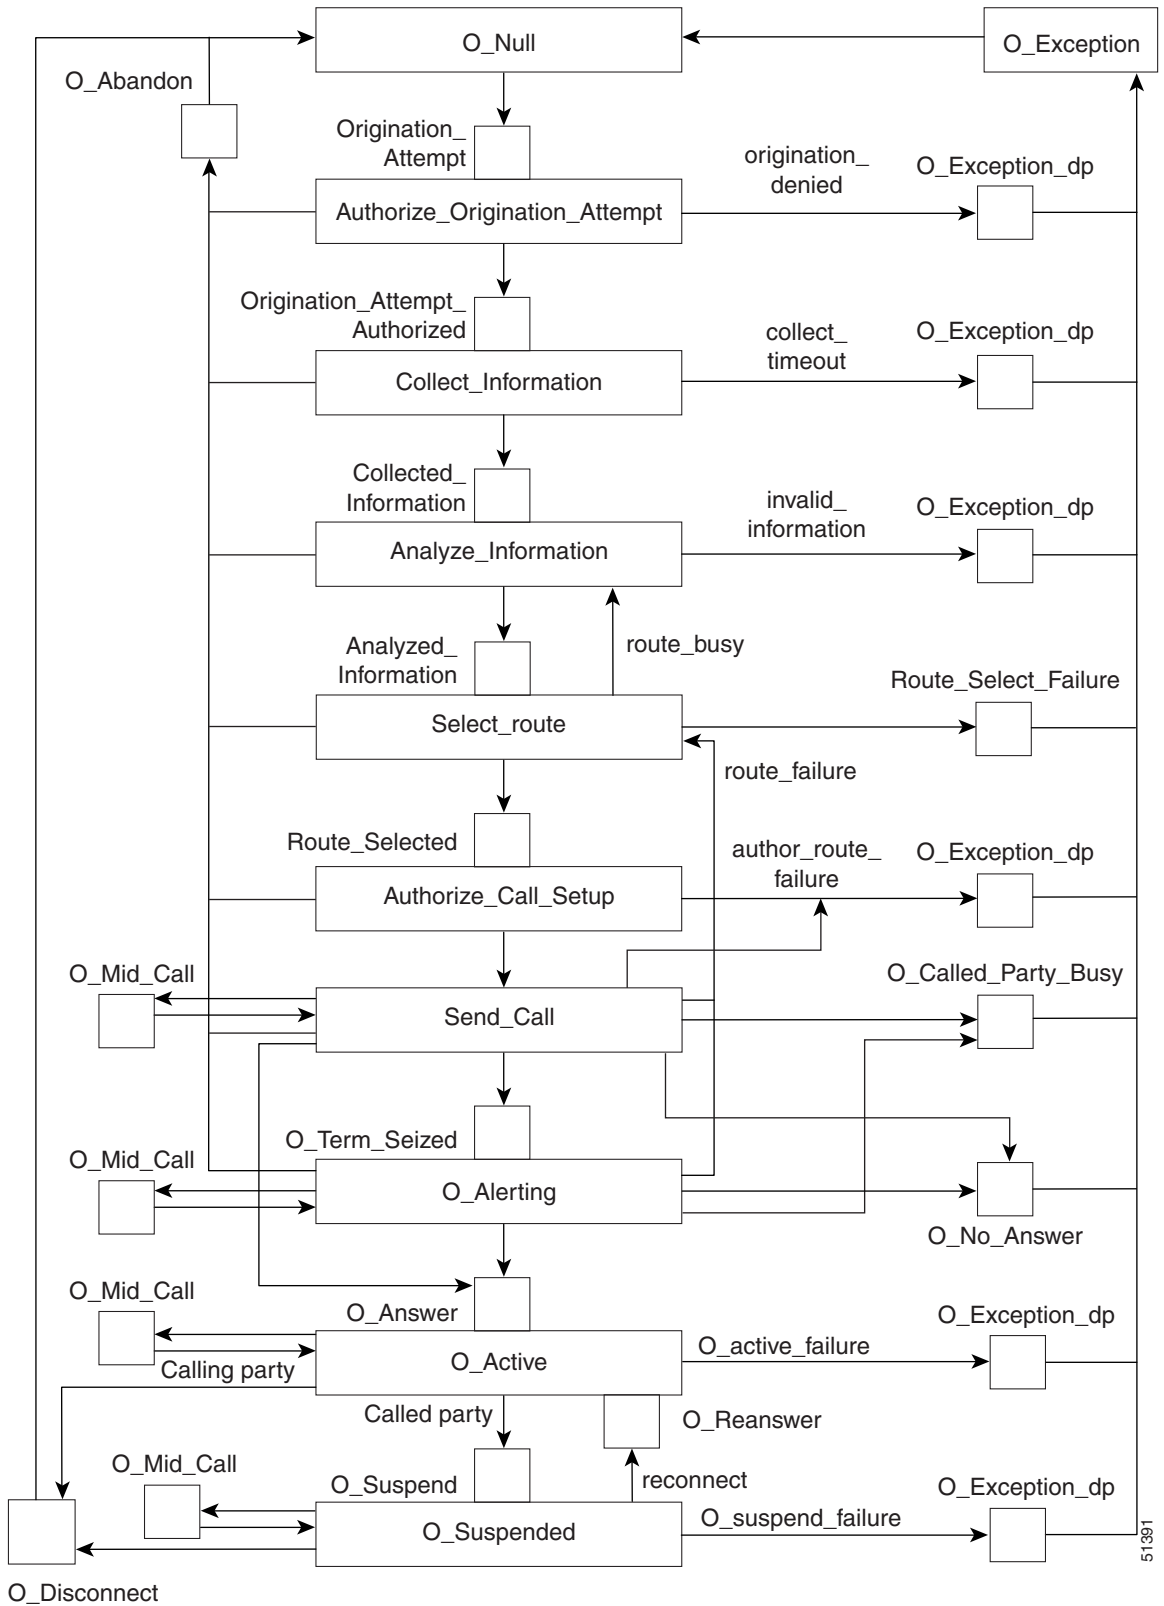 O_Null
O_Exception
O_Abandon
Origination_
Attempt
origination_
denied
O_Exception_dp
Authorize_Origination_Attempt
Origination_Attempt_
Authorized
collect_
timeout
O_Exception_dp
Collect_Information
Collected_
Information
invalid_
information
O_Exception_dp
Analyze_Information
Analyzed_
Information
route_busy
Route_Select_Failure
Select_route
route_failure
Route_Selected
author_route_
failure
O_Exception_dp
Authorize_Call_Setup
O_Mid_Call
O_Called_Party_Busy
Send_Call
O_Term_Seized
O_Mid_Call
O_Alerting
O_No_Answer
O_Mid_Call
O_Answer
O_Exception_dp
O_active_failure
O_Active
Calling party
Called party
O_Reanswer
O_Mid_Call
O_Suspend
reconnect
O_Exception_dp
O_suspend_failure
O_Suspended
51391
O_Disconnect